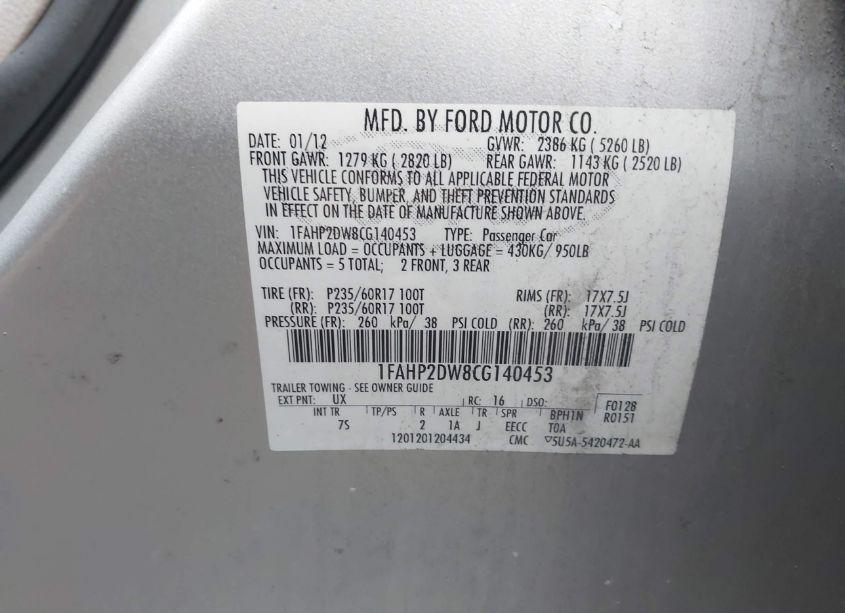 MFD. BY FORD MOTOR CO.
DATE: 01/12 GVWR: 2386 KG ( 5260 LB)
FRONT GAWR: 1279 KG ( 2820 LB) REAR GAWR: 1143 KG ( 2520 LB)
THIS VEHICLE CONFORMS TO ALL APPLICABLE FEDERAL MOTOR
VEHICLE SAFETY, BUMPER, AND THEFT PREVENTION STANDARDS
IN EFFECT ON THE DATE OF MANUFACTURE SHOWN ABOVE.
VIN: 1FAHP2DW8CG140453 TYPE: Passenger Car
MAXIMUM LOAD = OCCUPANTS + LUGGAGE = 430KG/ 950LB
OCCUPANTS = 5 TOTAL; 2 FRONT, 3 REAR
TIRE (FR): P235/60R17 100T RIMS (FR): 17X7.5J
(RR): P235/60R17 100T (RR): 17X7.5J
PRESSURE (FR): 260 kPa/ 38 PSI COLD (RR): 260 kPa/ 38 PSI COLD
1FAHP2DW8CG140453
TRAILER TOWING - SEE OWNER GUIDE
EXT PNT: UX RC: 16 DSO: F0128
INT TR TP/PS R AXLE TR SPR BPH1N R0151
7S 2 1A J EECC T0A
1201201204434 CMC 5U5A-5420472-AA